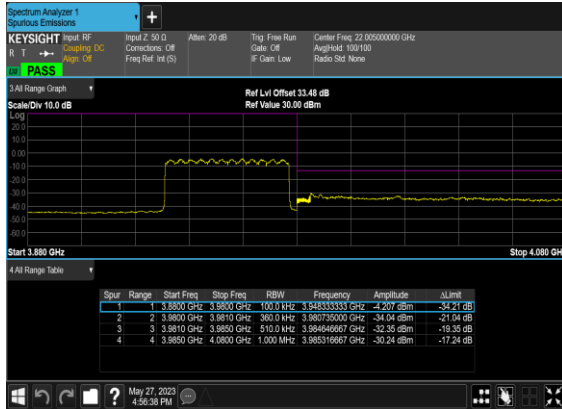 Spectrum Analyzer 1
Spurious Emissions
+
KEYSIGHT Input: RF Input Z: 50 Ω Atten: 20 dB Trig: Free Run Center Freq: 22.005000000 GHz
R T Coupling: DC Corrections: Off Gate: Off Avg|Hold: 100/100
Align: Off Freq Ref: Int (S) IF Gain: Low Radio Std: None
PASS
3 All Range Graph
Ref Lvl Offset 33.48 dB
Scale/Div 10.0 dB Ref Value 30.00 dBm
Log
20.0
10.0
0.00
-10.0
-20.0
-30.0
-40.0
-50.0
-60.0
Start 3.880 GHz Stop 4.080 GH
4 All Range Table
Spur Range Start Freq Stop Freq RBW Frequency Amplitude ΔLimit
1 1 3.8800 GHz 3.9800 GHz 100.0 kHz 3.948333333 GHz -4.207 dBm -34.21 dB
2 2 3.9800 GHz 3.9810 GHz 360.0 kHz 3.980735000 GHz -34.04 dBm -21.04 dB
3 3 3.9810 GHz 3.9850 GHz 510.0 kHz 3.984646667 GHz -32.35 dBm -19.35 dB
4 4 3.9850 GHz 4.0800 GHz 1.000 MHz 3.985316667 GHz -30.24 dBm -17.24 dB
? May 27, 2023
4:56:38 PM